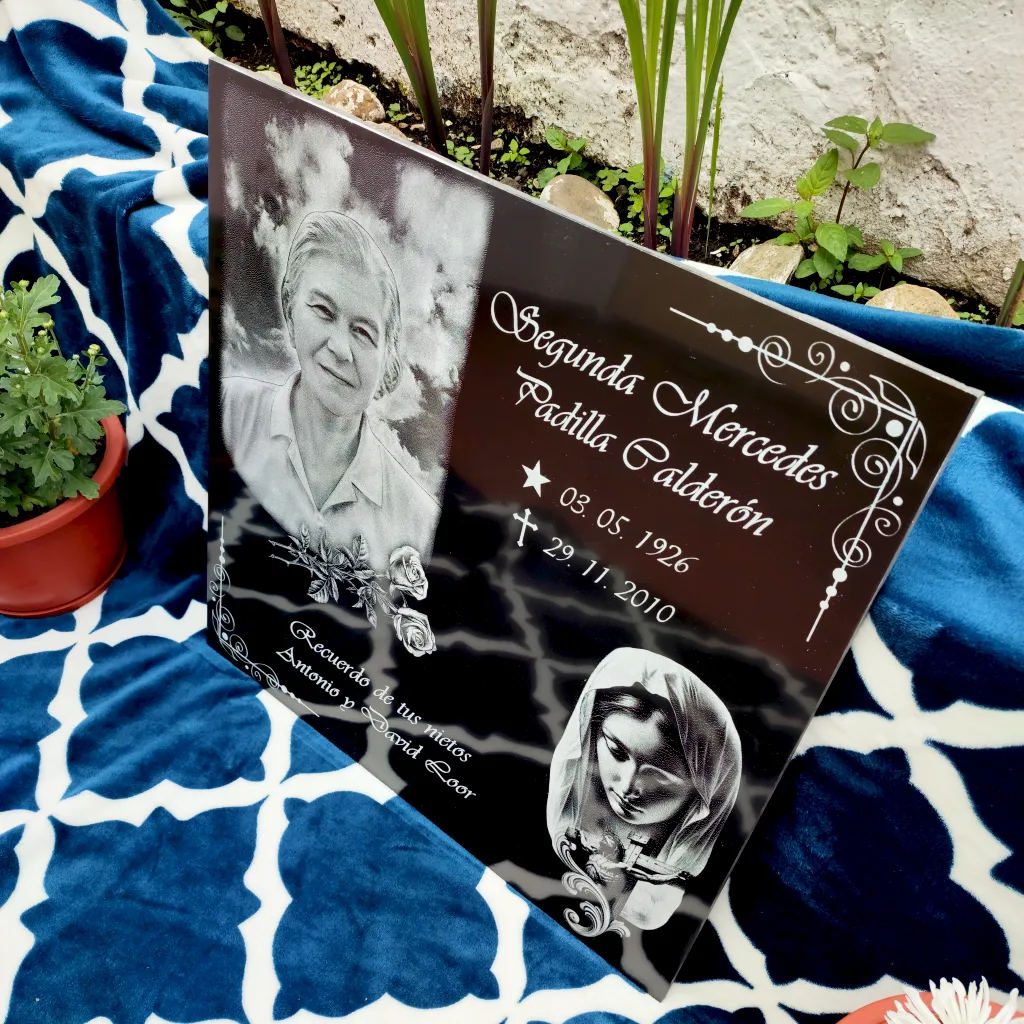 Segunda Mercedes
Padilla Calderón
03. 05. 1926
29. 11. 2010
Recuerdo de tus nietos
Antonio y David Loor